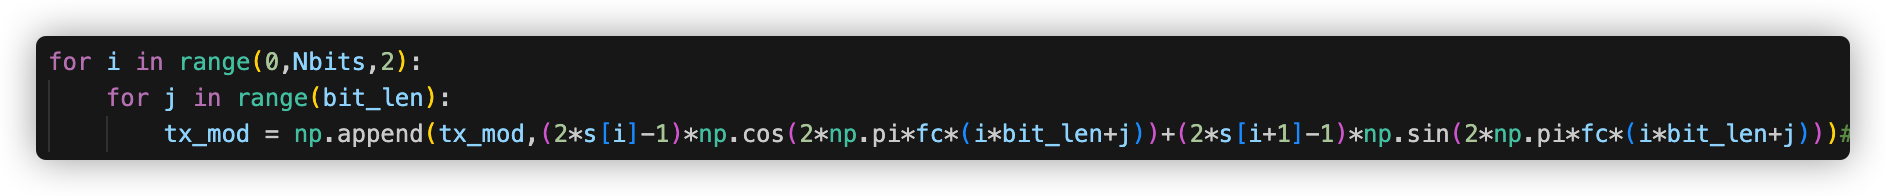 for i in range(0,Nbits,2):
    for j in range(bit_len):
        tx_mod = np.append(tx_mod,(2*s[i]-1)*np.cos(2*np.pi*fc*(i*bit_len+j))+(2*s[i+1]-1)*np.sin(2*np.pi*fc*(i*bit_len+j)))#